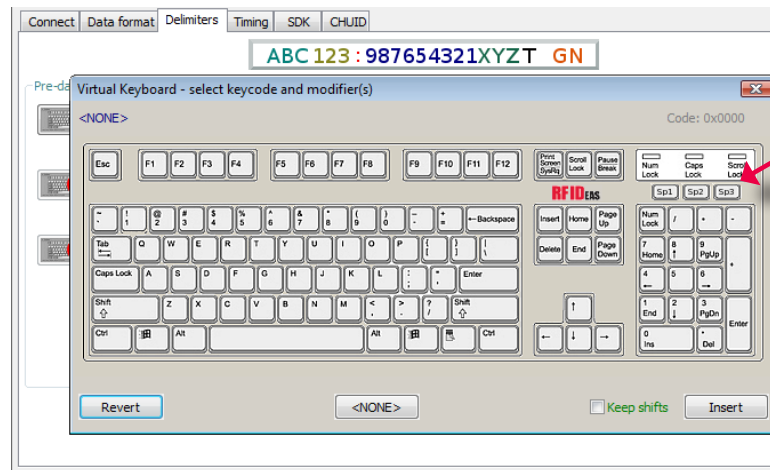 Connect Data format Delimiters Timing SDK CHUID
ABC 123 : 987654321XYZT GN
Pre-da
Virtual Keyboard - select keycode and modifier(s)
<NONE> Code: 0x0000
Esc F1 F2 F3 F4 F5 F6 F7 F8 F9 F10 F11 F12 Print Screen SysRq Scroll Lock Pause Break Num Lock Caps Lock Scro Lock
RFIDEAS Sp1 Sp2 Sp3
~ ` ! 1 @ 2 # 3 $ 4 % 5 ^ 6 & 7 * 8 ( 9 ) 0 - + = ←Backspace Insert Home Page Up Num Lock / -
Tab Q W E R T Y U I O P { [ } ] | \ Delete End Page Down 7 Home 8 ↑ 9 PgUp
Caps Lock A S D F G H J K L : ; Enter 4 ← 5 6 →
Shift Z X C V B N M < , > . ? / Shift ↑ 1 End 2 ↓ 3 PgDn Enter
Ctrl Alt Alt Ctrl ← ↓ → 0 Ins . Del
Revert <NONE> Keep shifts Insert